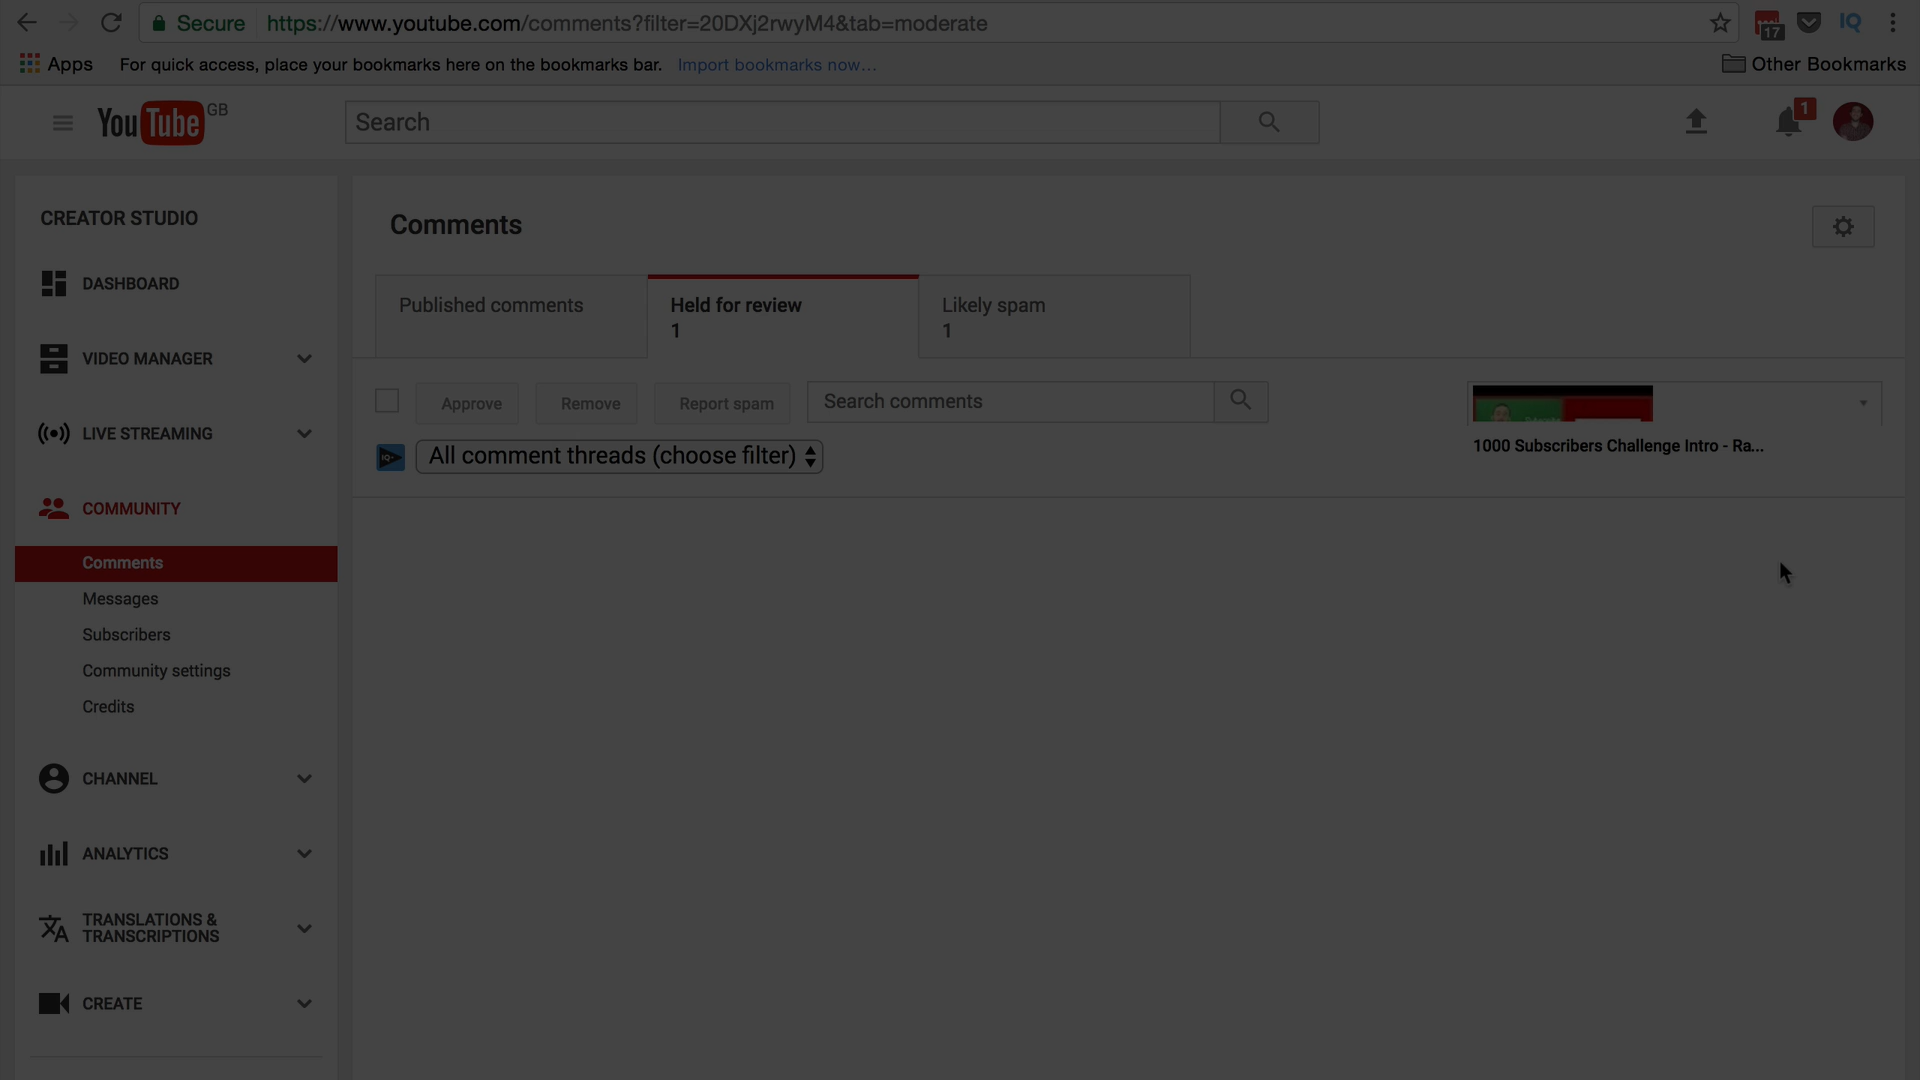 Secure https://www.youtube.com/comments?filter=20DXj2rwyM4&tab=moderate
17
IQ
Apps For quick access, place your bookmarks here on the bookmarks bar. Import bookmarks now... Other Bookmarks
YouTube GB
Search
1
CREATOR STUDIO
DASHBOARD
VIDEO MANAGER
LIVE STREAMING
COMMUNITY
Comments
Messages
Subscribers
Community settings
Credits
CHANNEL
ANALYTICS
TRANSLATIONS &
TRANSCRIPTIONS
CREATE
Comments
Published comments
Held for review
1
Likely spam
1
Approve Remove Report spam Search comments
IQ All comment threads (choose filter)
1000 Subscribers Challenge Intro - Ra...